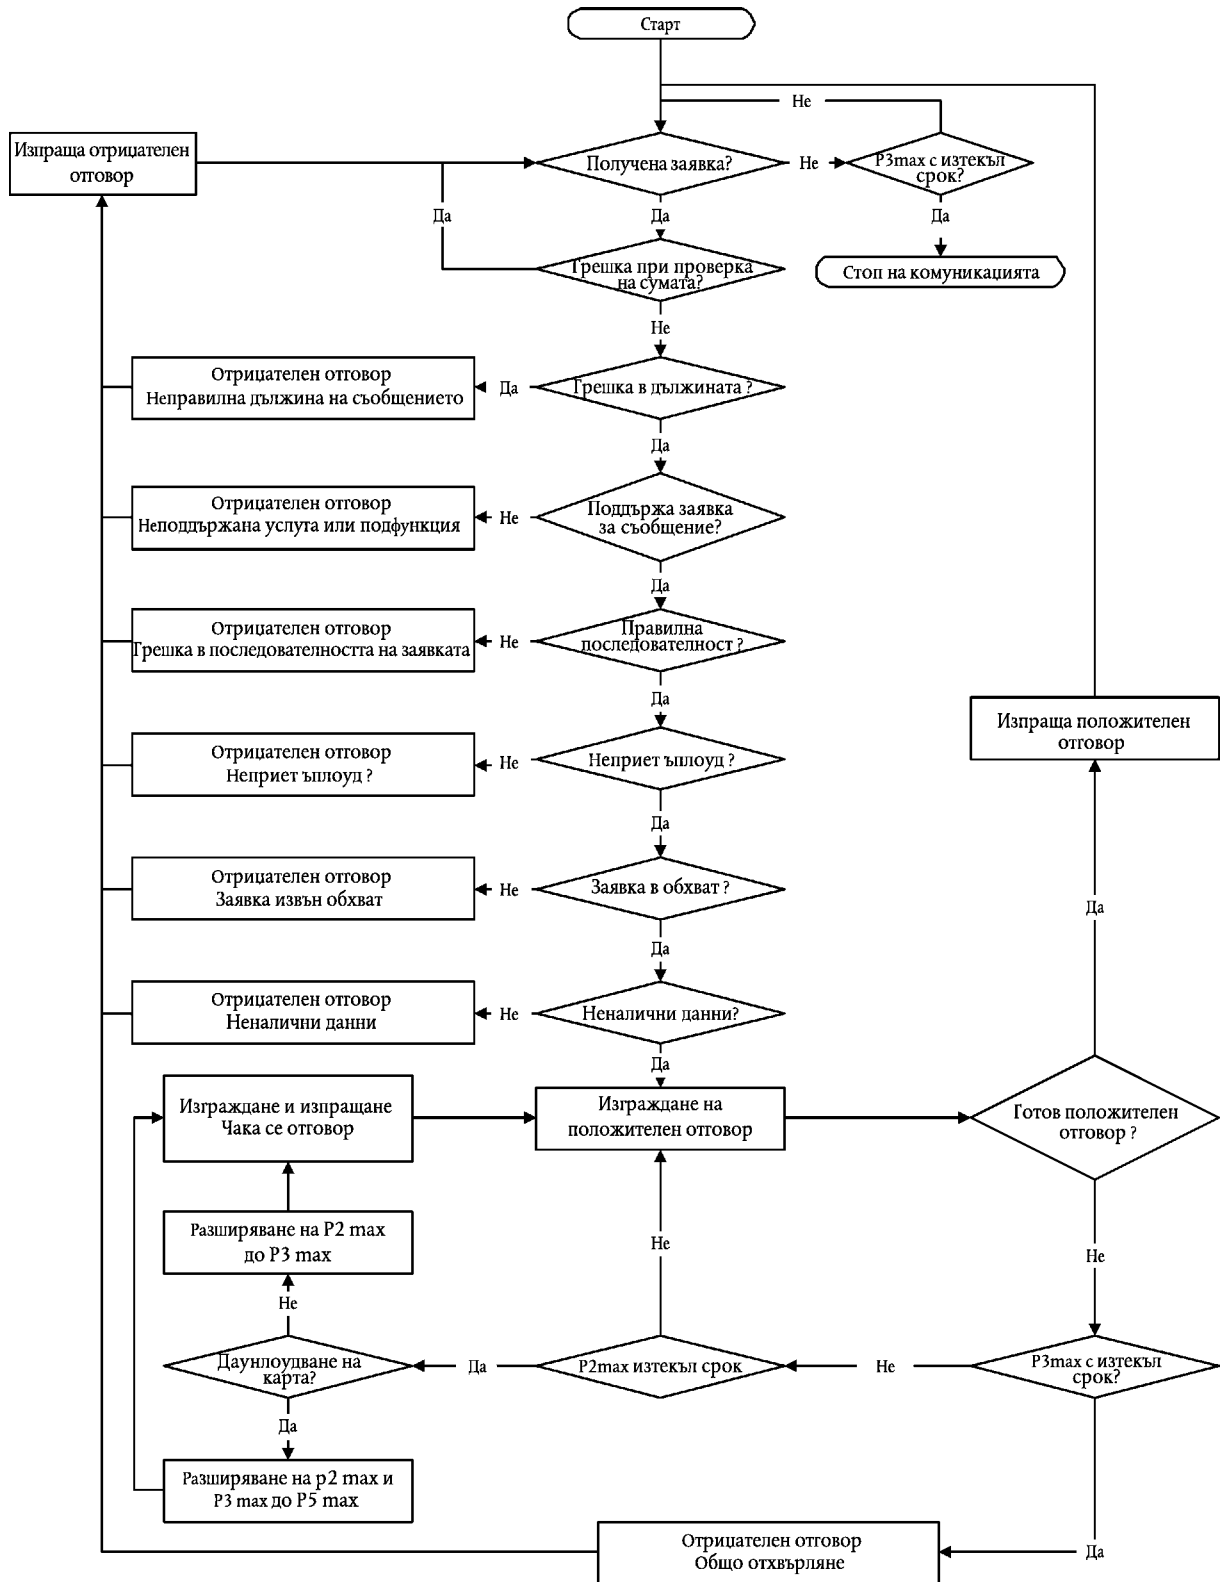 Старт
Не
Изпраща отрицателен
отговор
Получена заявка?
Не
P3max с изтекъл
срок?
Да
Да
Да
Грешка при проверка
на сумата?
Стоп на комуникацията
Не
Отрицателен отговор
Неправилна дължина на съобщението
Да
Грешка в дължината ?
Да
Отрицателен отговор
Неподдържана услуга или подфункция
Не
Поддържа заявка
за съобщение?
Да
Отрицателен отговор
Грешка в последователността на заявката
Не
Правилна
последователност ?
Да
Изпраща положителен
отговор
Отрицателен отговор
Неприет ъплоуд ?
Не
Неприет ъплоуд ?
Да
Отрицателен отговор
Заявка извън обхват
Не
Заявка в обхват ?
Да
Да
Отрицателен отговор
Неналични данни
Не
Неналични данни?
Да
Изграждане и изпращане
Чака се отговор
Изграждане на
положителен отговор
Готов положителен
отговор ?
Разширяване на P2 max
до P3 max
Не
Не
Не
Даунлоудване на
карта?
Да
P2max изтекъл срок
Не
P3max с изтекъл
срок?
Да
Разширяване на p2 max и
P3 max до P5 max
Отрицателен отговор
Общо отхвърляне
Да